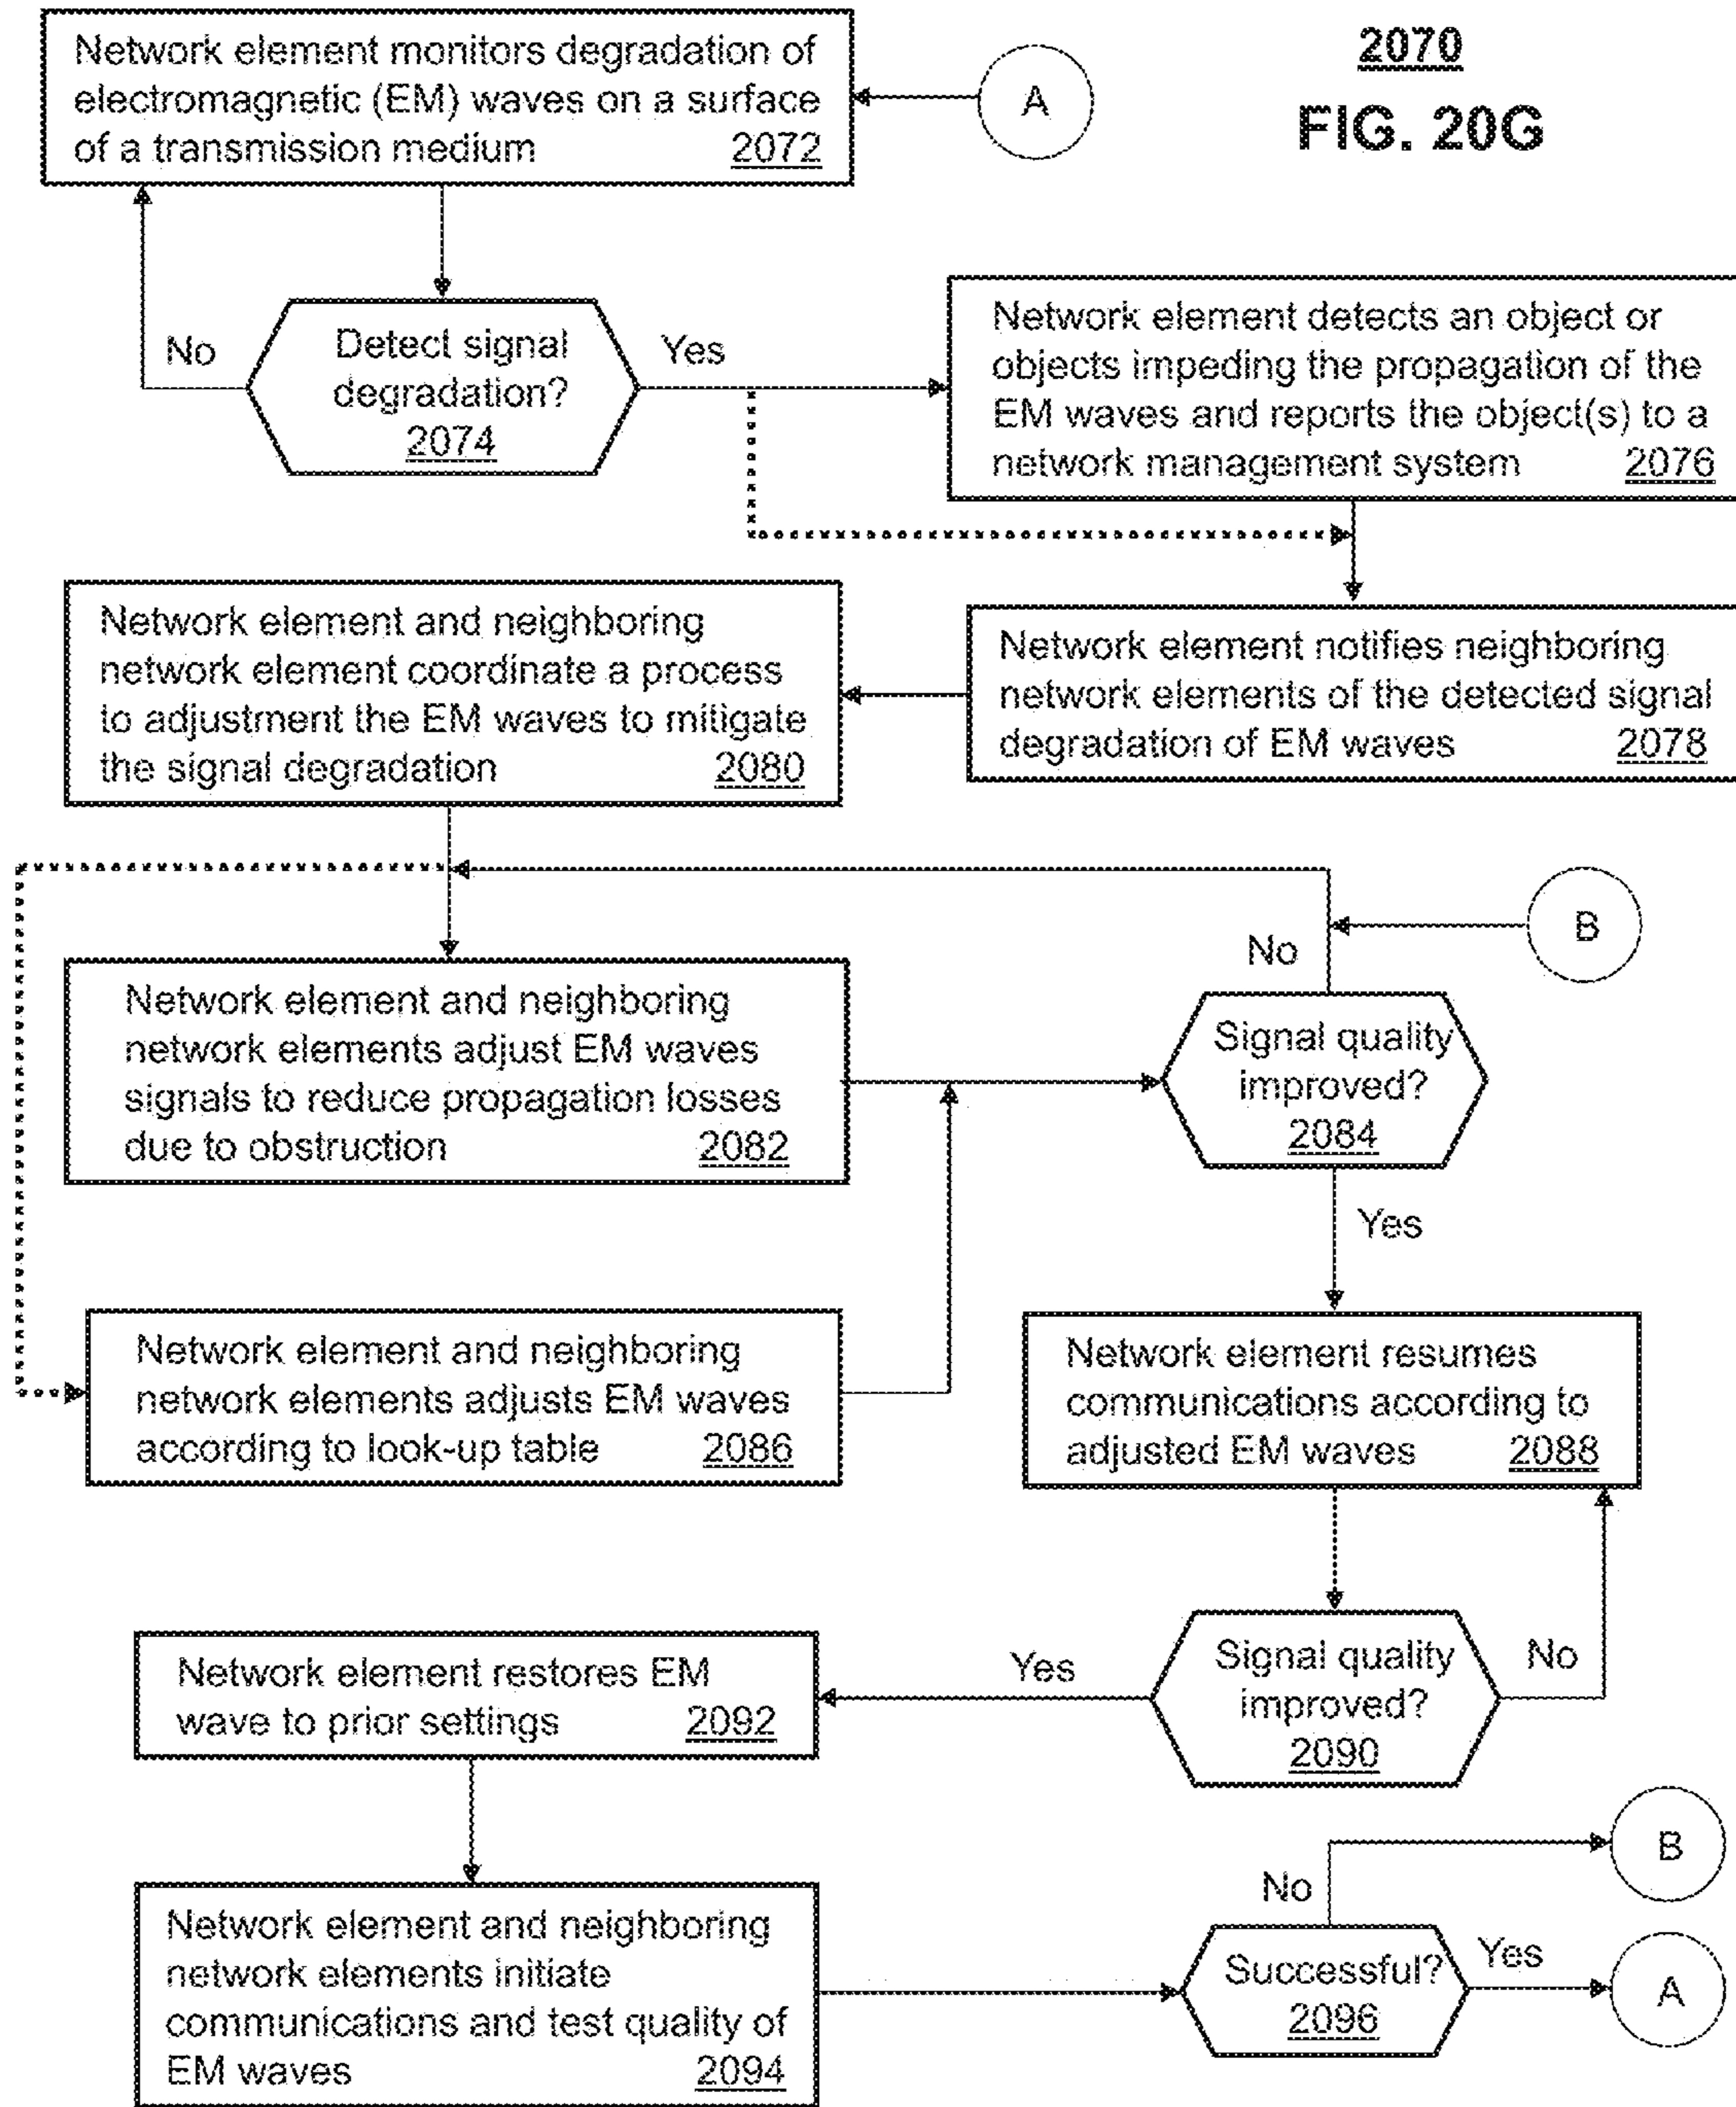 2070
FIG. 20G
Network element monitors degradation of
electromagnetic (EM) waves on a surface
of a transmission medium 2072
A
Detect signal
degradation?
2074
No
Yes
Network element detects an object or
objects impeding the propagation of the
EM waves and reports the object(s) to a
network management system 2076
Network element notifies neighboring
network elements of the detected signal
degradation of EM waves 2078
Network element and neighboring
network element coordinate a process
to adjustment the EM waves to mitigate
the signal degradation 2080
B
No
Network element and neighboring
network elements adjust EM waves
signals to reduce propagation losses
due to obstruction 2082
Signal quality
improved?
2084
Yes
Network element and neighboring
network elements adjusts EM waves
according to look-up table 2086
Network element resumes
communications according to
adjusted EM waves 2088
Signal quality
improved?
2090
Yes
No
Network element restores EM
wave to prior settings 2092
Network element and neighboring
network elements initiate
communications and test quality of
EM waves 2094
Successful?
2096
No
B
Yes
A